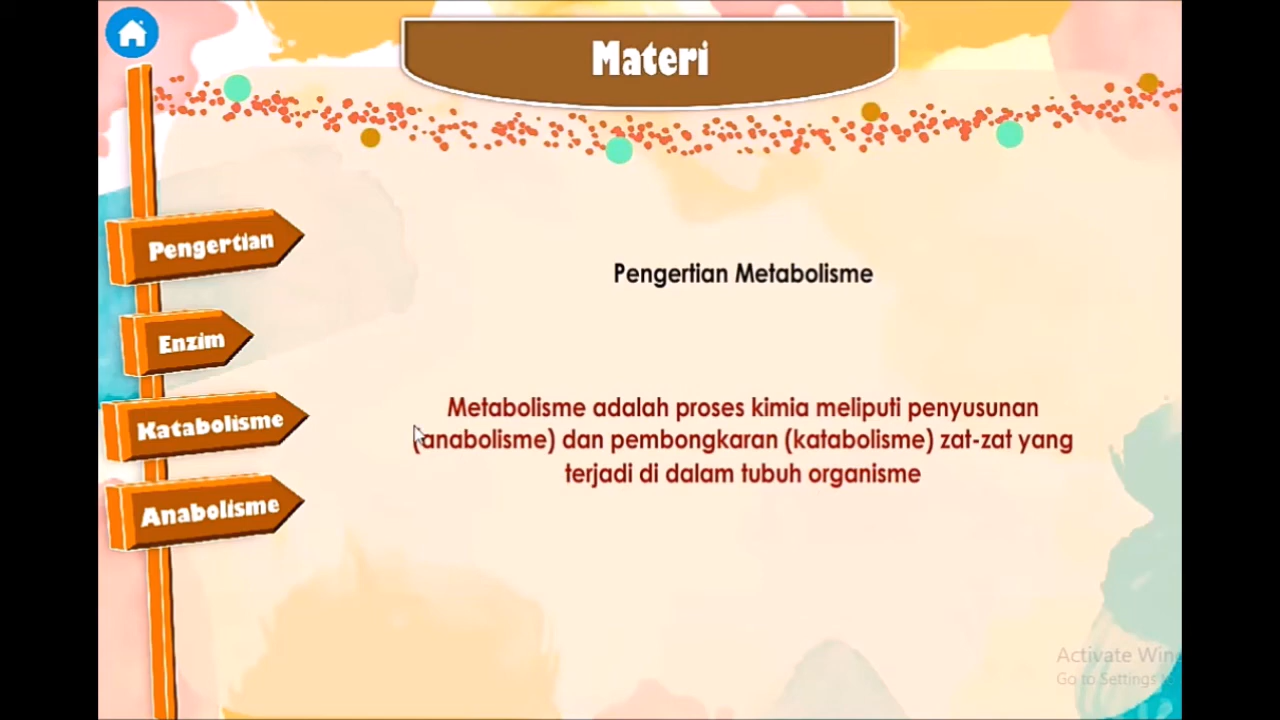 Materi
Pengertian
Enzim
Katabolisme
Anabolisme
Pengertian Metabolisme
Metabolisme adalah proses kimia meliputi penyusunan
(anabolisme) dan pembongkaran (katabolisme) zat-zat yang
terjadi di dalam tubuh organisme
Activate Win
Go to Settings